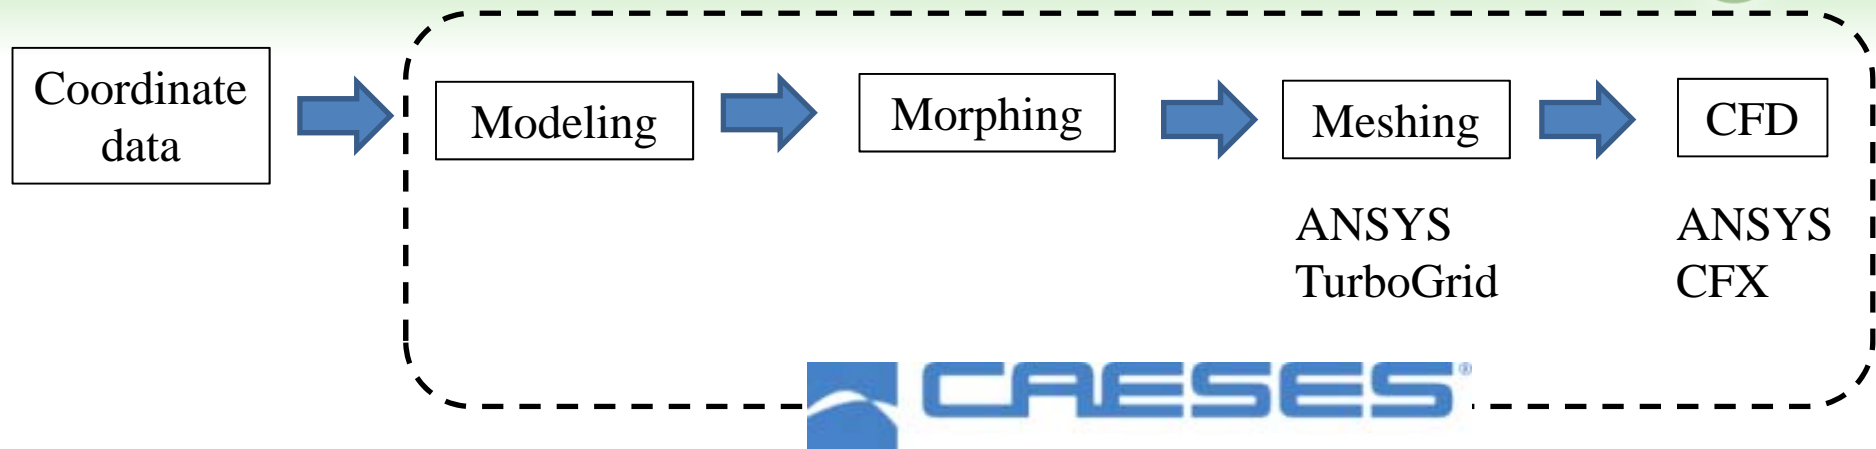 Coordinate
data
Modeling
Morphing
Meshing
CFD
ANSYS
TurboGrid
ANSYS
CFX
CAESES®